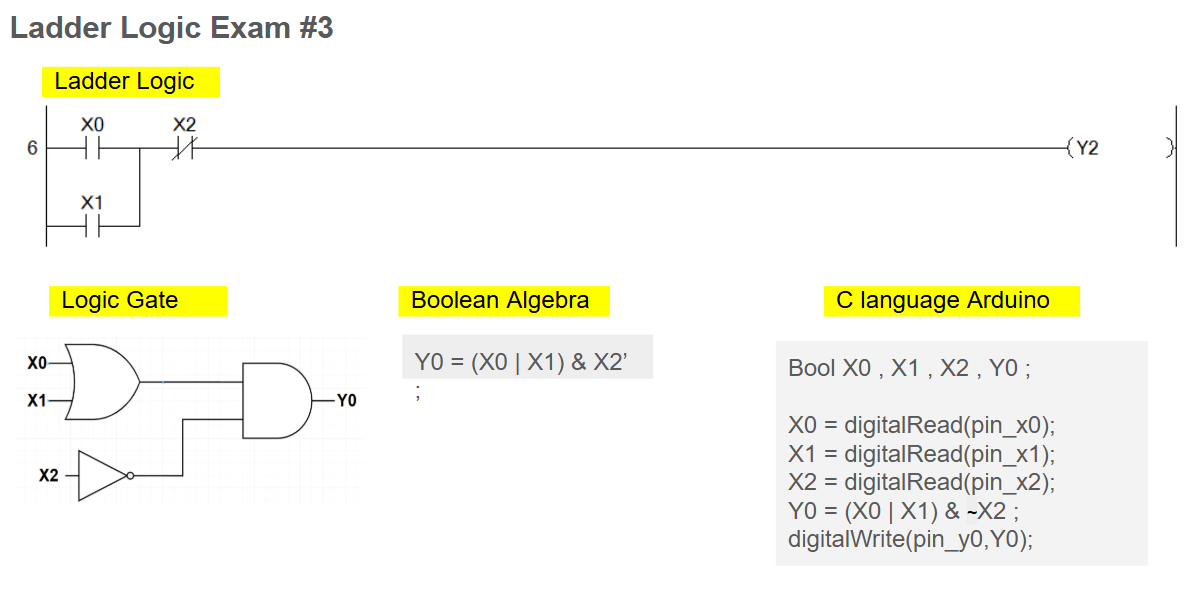 Ladder Logic Exam #3
Ladder Logic
X0 X2
6 Y2
X1
Logic Gate
X0
X1
Y0
X2
Boolean Algebra
Y0 = (X0 | X1) & X2’
;
C language Arduino
Bool X0 , X1 , X2 , Y0 ;
X0 = digitalRead(pin_x0);
X1 = digitalRead(pin_x1);
X2 = digitalRead(pin_x2);
Y0 = (X0 | X1) & ~X2 ;
digitalWrite(pin_y0,Y0);